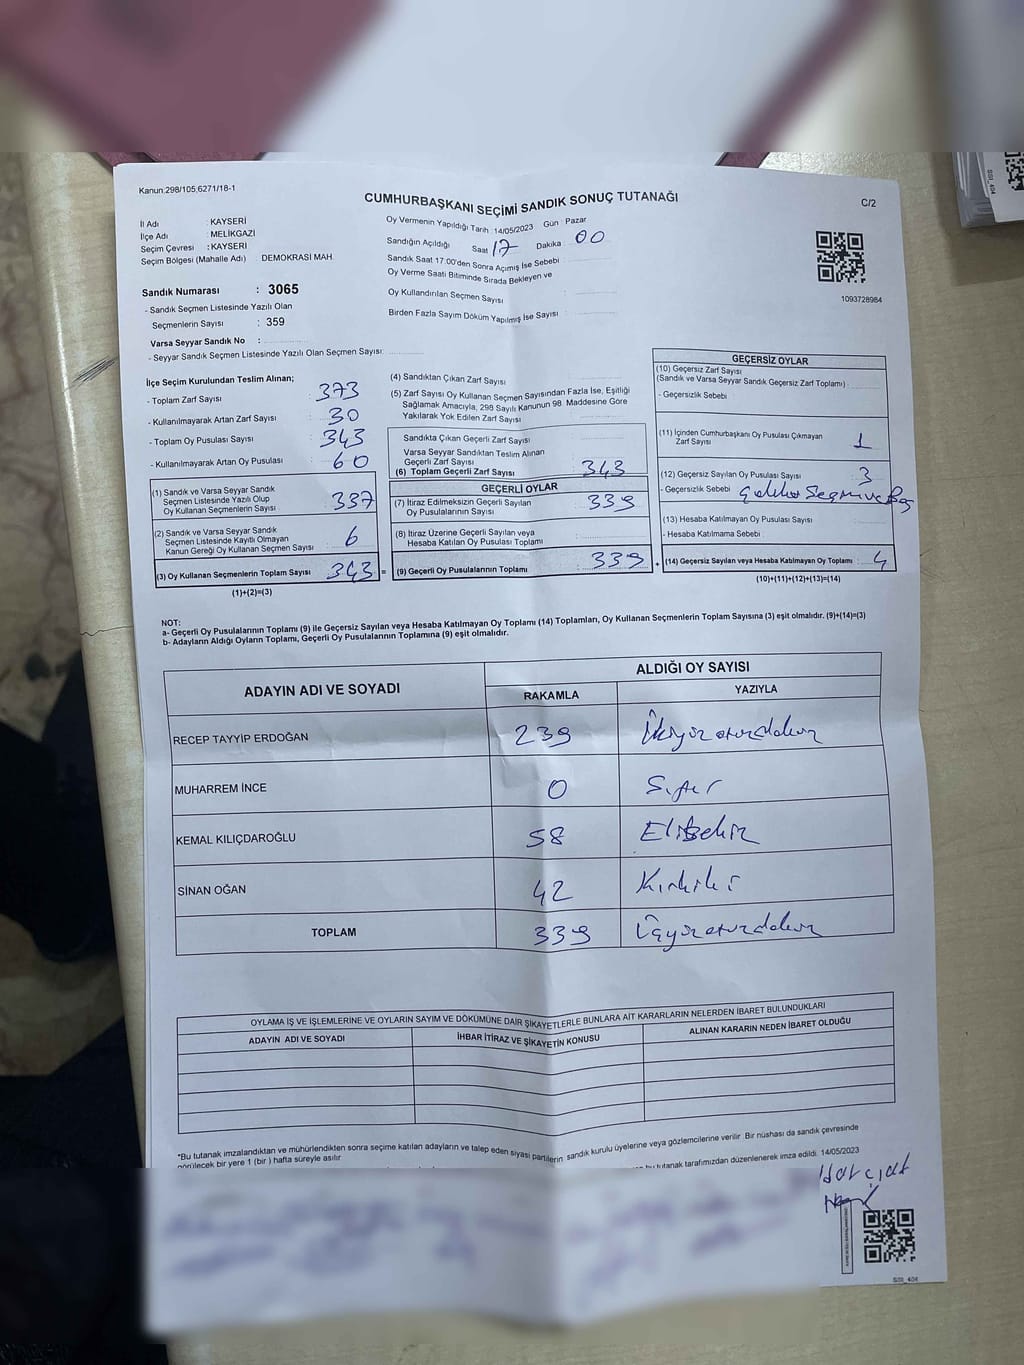 Kanun.298/105,6271/18-1
CUMHURBAŞKANI SEÇİMİ SANDIK SONUÇ TUTANAĞI
C/2
İl Adı : KAYSERİ
İlçe Adı : MELİKGAZİ
Seçim Çevresi : KAYSERİ
Seçim Bölgesi (Mahalle Adı) DEMOKRASİ MAH.
Sandık Numarası : 3065
- Sandık Seçmen Listesinde Yazılı Olan
Seçmenlerin Sayısı : 359
Varsa Seyyar Sandık No :
- Seyyar Sandık Seçmen Listesinde Yazılı Olan Seçmen Sayısı:
Oy Vermenin Yapıldığı Tarih 14/05/2023 Gün : Pazar
Sandığın Açıldığı Saat 17 Dakika : 00
Sandık Saat 17.00'den Sonra Açımış İse Sebebi :
Oy Verme Saati Bitiminde Sırada Bekleyen ve
Oy Kullandırılan Seçmen Sayısı :
Birden Fazla Sayım Döküm Yapılmış İse Sayısı :
1093728984
İlçe Seçim Kurulundan Teslim Alınan;
- Toplam Zarf Sayısı : 373
- Kullanılmayarak Artan Zarf Sayısı : 30
- Toplam Oy Pusulası Sayısı : 343
- Kullanılmayarak Artan Oy Pusulası : 60
(1) Sandık ve Varsa Seyyar Sandık
Seçmen Listesinde Yazılı Olup
Oy Kullanan Seçmenlerin Sayısı : 337
(2) Sandık ve Varsa Seyyar Sandık
Seçmen Listesinde Kayıtlı Olmayan
Kanun Gereği Oy Kullanan Seçmen Sayısı : 6
(3) Oy Kullanan Seçmenlerin Toplam Sayısı : 343 =
(1)+(2)=(3)
(4) Sandıktan Çıkan Zarf Sayısı :
(5) Zarf Sayısı Oy Kullanan Seçmen Sayısından Fazla İse, Eşitliği
Sağlamak Amacıyla, 298 Sayılı Kanunun 98. Maddesine Göre
Yakılarak Yok Edilen Zarf Sayısı :
Sandıkta Çıkan Geçerli Zarf Sayısı :
Varsa Seyyar Sandıktan Teslim Alınan
Geçerli Zarf Sayısı :
(6) Toplam Geçerli Zarf Sayısı : 343
GEÇERLİ OYLAR
(7) İtiraz Edilmeksizin Geçerli Sayılan
Oy Pusulalarının Sayısı : 339
(8) İtiraz Üzerine Geçerli Sayılan veya
Hesaba Katılan Oy Pusulası Toplamı :
(9) Geçerli Oy Pusulalarının Toplamı : 339 +
GEÇERSİZ OYLAR
(10) Geçersiz Zarf Sayısı
(Sandık ve Varsa Seyyar Sandık Geçersiz Zarf Toplamı) :
- Geçersizlik Sebebi :
(11) İçinden Cumhurbaşkanı Oy Pusulası Çıkmayan
Zarf Sayısı : 1
(12) Geçersiz Sayılan Oy Pusulası Sayısı : 3
- Geçersizlik Sebebi :
(13) Hesaba Katılmayan Oy Pusulası Sayısı :
- Hesaba Katılmama Sebebi :
(14) Geçersiz Sayılan veya Hesaba Katılmayan Oy Toplamı : 4
(10)+(11)+(12)+(13)=(14)
NOT:
a- Geçerli Oy Pusulalarının Toplamı (9) ile Geçersiz Sayılan veya Hesaba Katılmayan Oy Toplamı (14) Toplamları, Oy Kullanan Seçmenlerin Toplam Sayısına (3) eşit olmalıdır. (9)+(14)=(3)
b- Adayların Aldığı Oyların Toplamı, Geçerli Oy Pusulalarının Toplamına (9) eşit olmalıdır.
ADAYIN ADI VE SOYADI ALDIĞI OY SAYISI
RAKAMLA YAZIYLA
RECEP TAYYİP ERDOĞAN 239 İkiyüzotuzdokuz
MUHARREM İNCE 0 Sıfır
KEMAL KILIÇDAROĞLU 58 Ellisekiz
SİNAN OĞAN 42 Kırkiki
TOPLAM 339 Üçyüzotuzdokuz
OYLAMA İŞ VE İŞLEMLERİNE VE OYLARIN SAYIM VE DÖKÜMÜNE DAİR ŞİKAYETLERLE BUNLARA AİT KARARLARIN NELERDEN İBARET BULUNDUKLARI
ADAYIN ADI VE SOYADI İHBAR İTİRAZ VE ŞİKAYETİN KONUSU ALINAN KARARIN NEDEN İBARET OLDUĞU
*Bu tutanak imzalandıktan ve mühürlendikten sonra seçime katılan adayların ve talep eden siyasi partilerin sandık kurulu üyelerine veya gözlemcilerine verilir. Bir nüshası da sandık çevresinde
görülecek bir yere 1 (bir) hafta süreyle asılır.
bu tutanak tarafımızdan düzenlenerek imza edildi. 14/05/2023
SSI_404
SSI_404